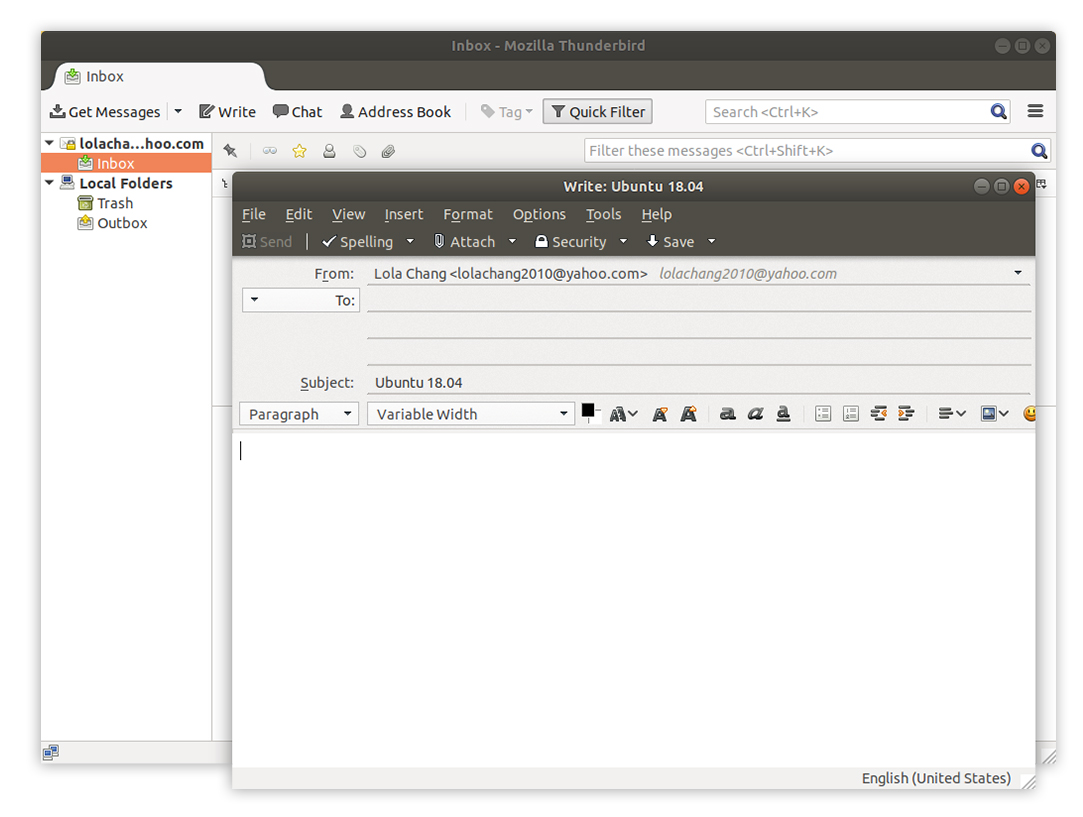 Inbox - Mozilla Thunderbird
Inbox
Get Messages Write Chat Address Book Tag Quick Filter Search <Ctrl+K>
lolacha...hoo.com
Filter these messages <Ctrl+Shift+K>
Inbox
Local Folders
Trash
Outbox
Write: Ubuntu 18.04
File Edit View Insert Format Options Tools Help
Send Spelling Attach Security Save
From: Lola Chang <lolachang2010@yahoo.com> lolachang2010@yahoo.com
To:
Subject: Ubuntu 18.04
Paragraph Variable Width
English (United States)